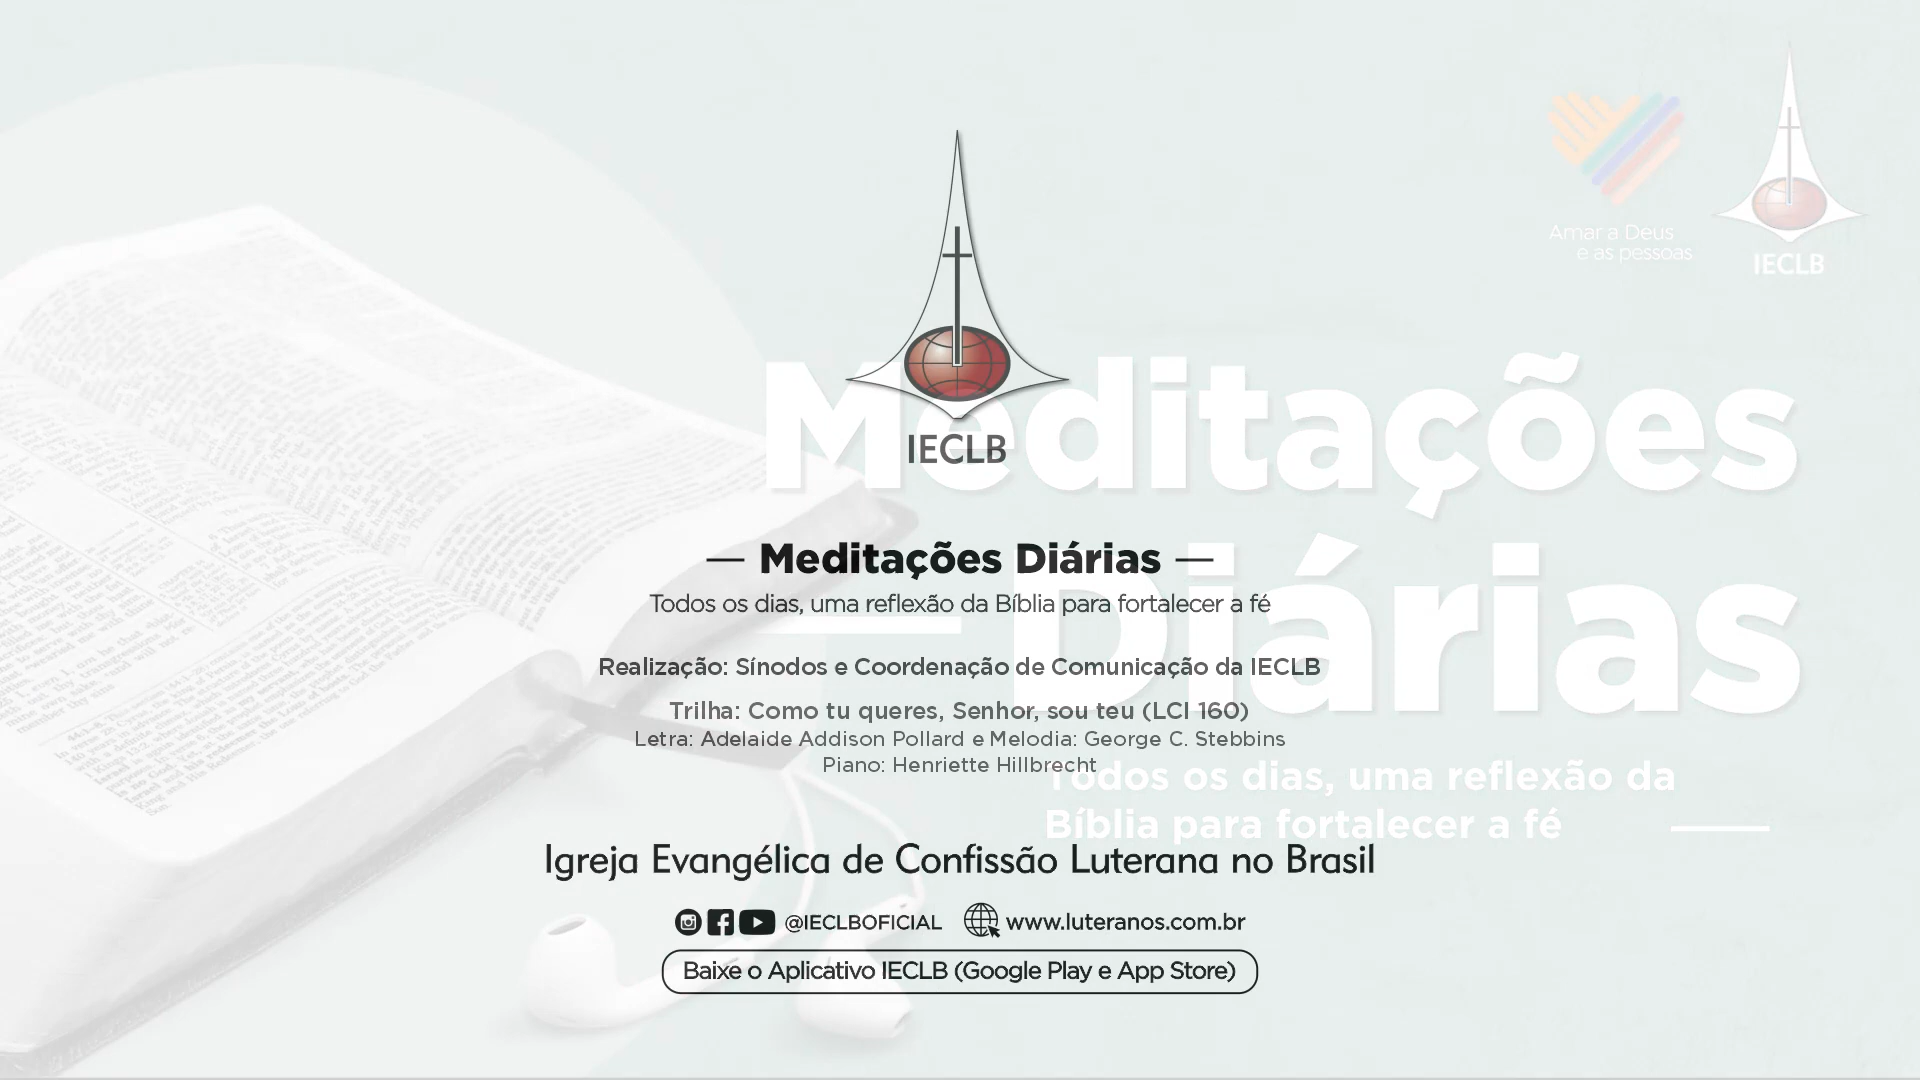 Amar a Deus
e as pessoas
IECLB
IECLB
Meditações
Diárias
— Meditações Diárias —
Todos os dias, uma reflexão da Bíblia para fortalecer a fé
Realização: Sínodos e Coordenação de Comunicação da IECLB
Trilha: Como tu queres, Senhor, sou teu (LCI 160)
Letra: Adelaide Addison Pollard e Melodia: George C. Stebbins
Piano: Henriette Hillbrecht
Todos os dias, uma reflexão da
Bíblia para fortalecer a fé
Igreja Evangélica de Confissão Luterana no Brasil
@IECLBOFICIAL www.luteranos.com.br
Baixe o Aplicativo IECLB (Google Play e App Store)